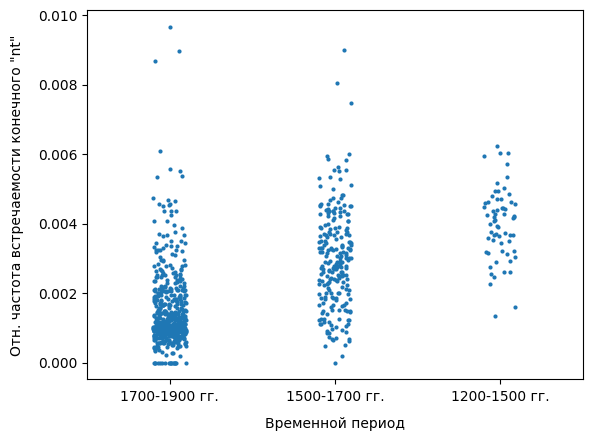 Отн. частота встречаемости конечного "nt"
0.010
0.008
0.006
0.004
0.002
0.000
1700-1900 гг. 1500-1700 гг. 1200-1500 гг.
Временной период